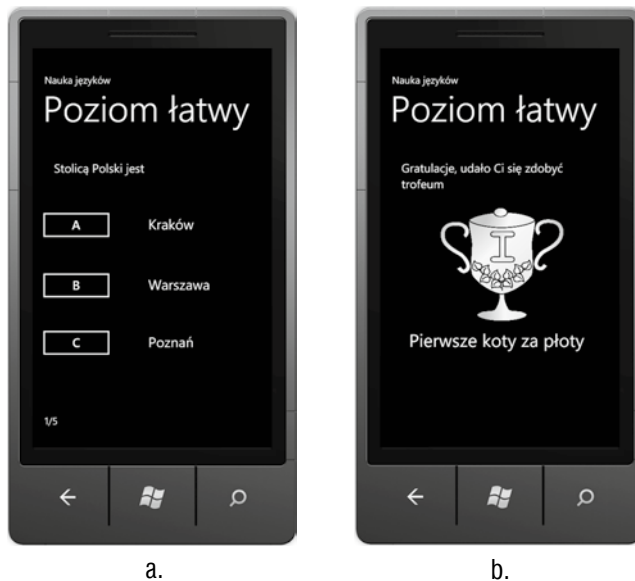 Nauka języków
Poziom łatwy
Stolicą Polski jest
A Kraków
B Warszawa
C Poznań
1/5
a.
Nauka języków
Poziom łatwy
Gratulacje, udało Ci się zdobyć
trofeum
I
Pierwsze koty za płoty
b.